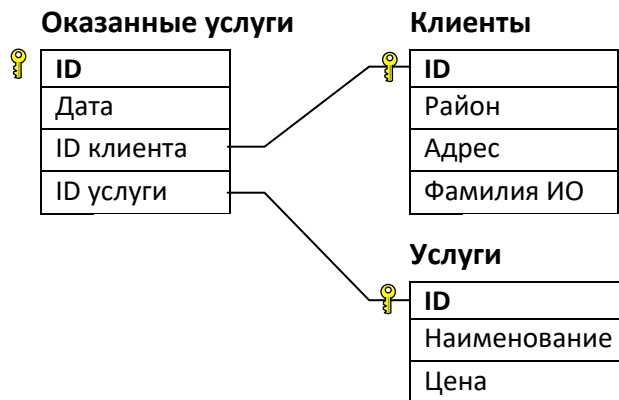 Оказанные услуги
ID
Дата
ID клиента
ID услуги
Клиенты
ID
Район
Адрес
Фамилия ИО
Услуги
ID
Наименование
Цена